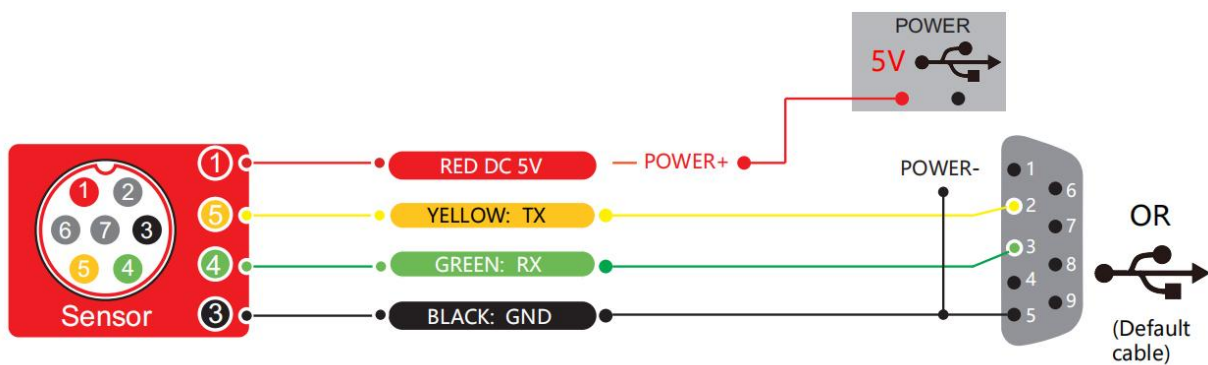 POWER
5V
1 RED DC 5V POWER+
POWER-
1 2
6 7 3
5 4
Sensor
5 YELLOW: TX
4 GREEN: RX
3 BLACK: GND
1
6
2
7
3
8
4
9
5
OR
(Default
cable)